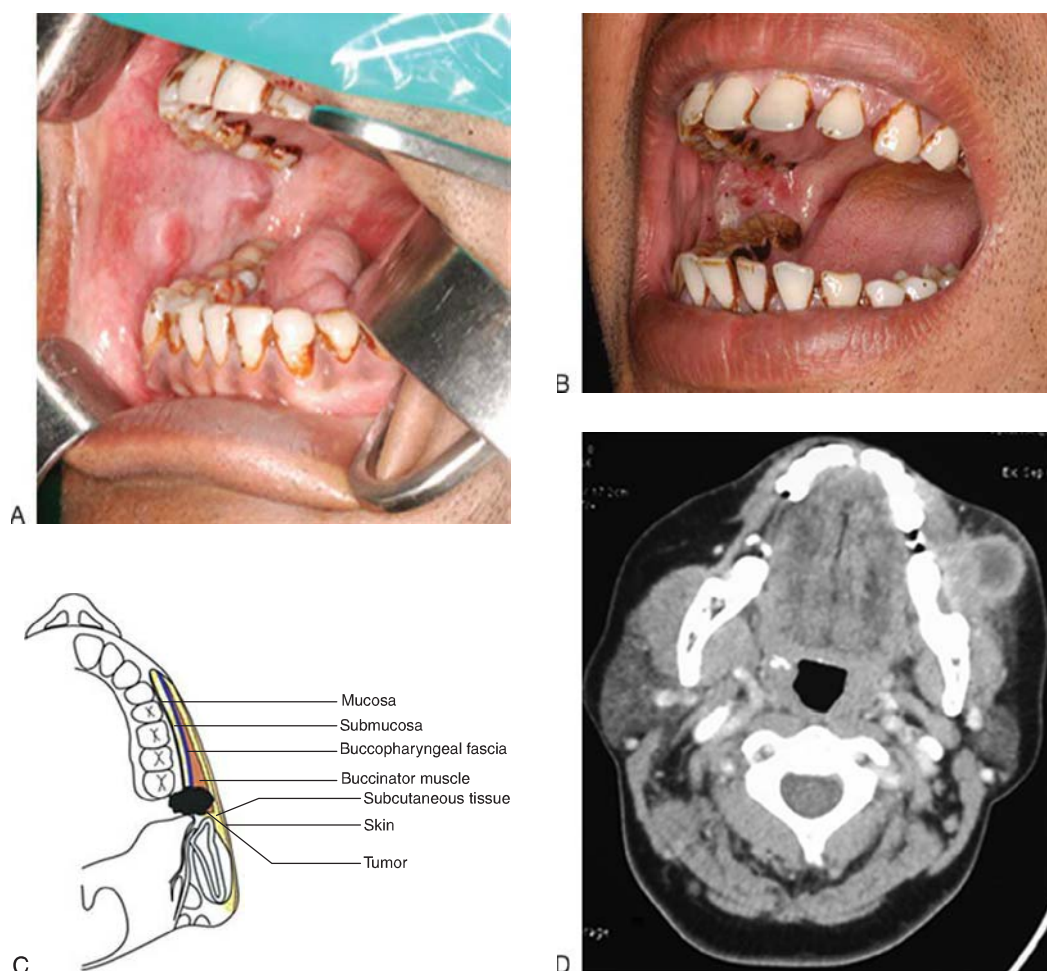 A
B
Mucosa
Submucosa
Buccopharyngeal fascia
Buccinator muscle
Subcutaneous tissue
Skin
Tumor
C
D